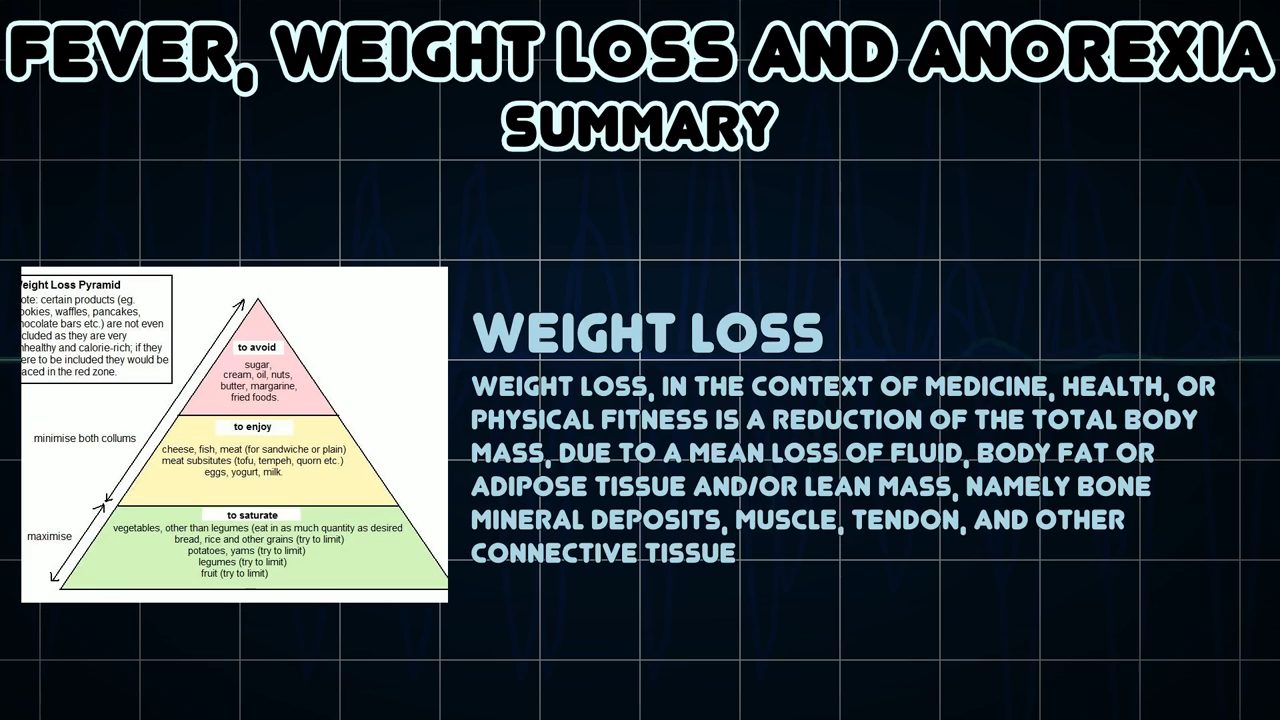 FEVER, WEIGHT LOSS AND ANOREXIA
SUMMARY
eight Loss Pyramid
ote: certain products (eg.
ookies, waffles, pancakes,
hocolate bars etc.) are not even
cluded as they are very
nhealthy and calorie-rich; if they
ere to be included they would be
aced in the red zone.
to avoid
sugar,
cream, oil, nuts,
butter, margarine,
fried foods.
to enjoy
minimise both collums
cheese, fish, meat (for sandwiche or plain)
meat subsitutes (tofu, tempeh, quorn etc.)
eggs, yogurt, milk.
to saturate
maximise
vegetables, other than legumes (eat in as much quantity as desired
bread, rice and other grains (try to limit)
potatoes, yams (try to limit)
legumes (try to limit)
fruit (try to limit)
WEIGHT LOSS
WEIGHT LOSS, IN THE CONTEXT OF MEDICINE, HEALTH, OR
PHYSICAL FITNESS IS A REDUCTION OF THE TOTAL BODY
MASS, DUE TO A MEAN LOSS OF FLUID, BODY FAT OR
ADIPOSE TISSUE AND/OR LEAN MASS, NAMELY BONE
MINERAL DEPOSITS, MUSCLE, TENDON, AND OTHER
CONNECTIVE TISSUE